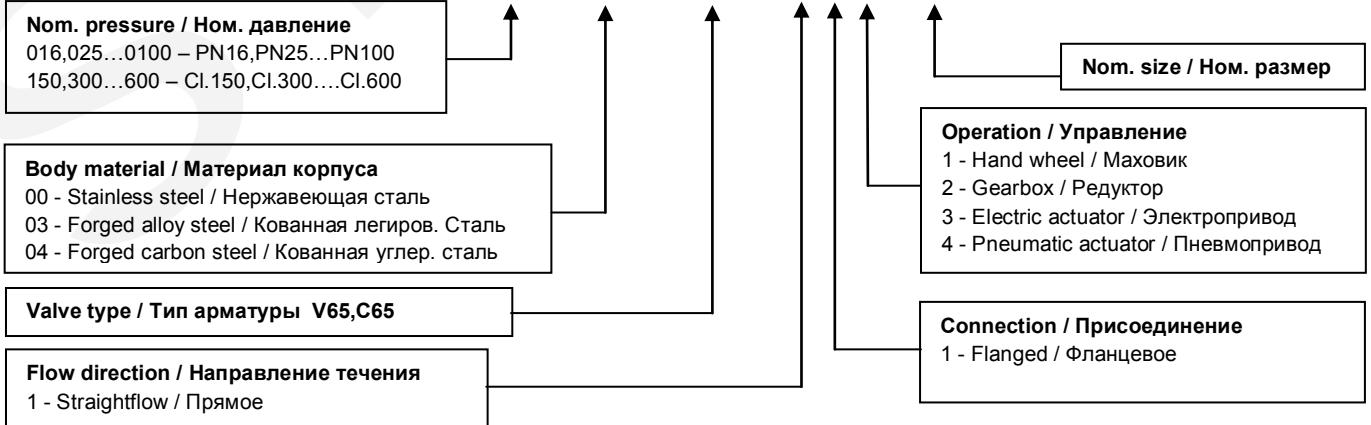 Nom. pressure / Ном. давление
016,025…0100 – PN16,PN25…PN100
150,300…600 – Cl.150,Cl.300….Cl.600
Nom. size / Ном. размер
Body material / Материал корпуса
00 - Stainless steel / Нержавеющая сталь
03 - Forged alloy steel / Кованная легиров. Сталь
04 - Forged carbon steel / Кованная углер. сталь
Operation / Управление
1 - Hand wheel / Маховик
2 - Gearbox / Редуктор
3 - Electric actuator / Электропривод
4 - Pneumatic actuator / Пневмопривод
Valve type / Тип арматуры V65,C65
Connection / Присоединение
1 - Flanged / Фланцевое
Flow direction / Направление течения
1 - Straightflow / Прямое